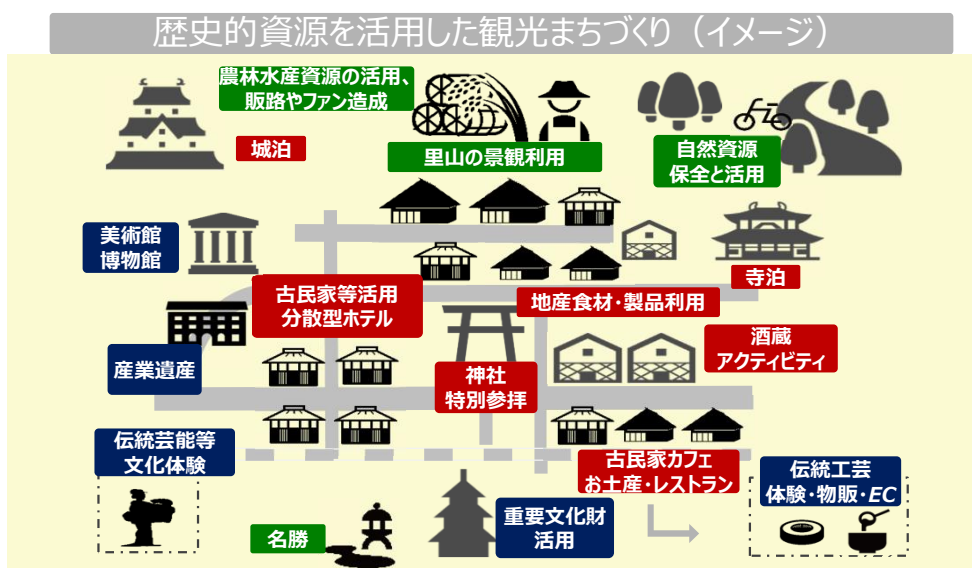 歴史的資源を活用した観光まちづくり（イメージ）
農林水産資源の活用、
販路やファン造成
城泊
里山の景観利用
自然資源
保全と活用
美術館
博物館
寺泊
古民家等活用
分散型ホテル
地産食材・製品利用
酒蔵
アクティビティ
産業遺産
神社
特別参拝
伝統芸能等
文化体験
古民家カフェ
お土産・レストラン
伝統工芸
体験・物販・EC
名勝
重要文化財
活用